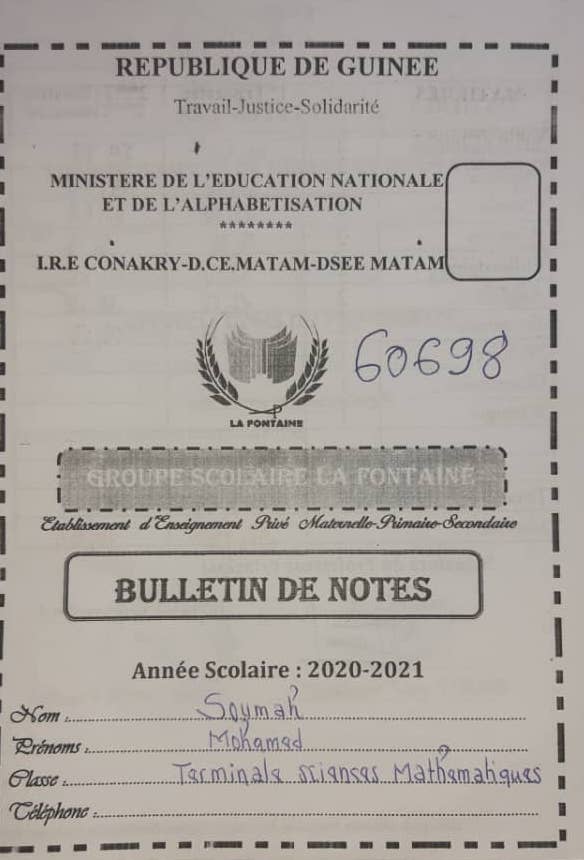 REPUBLIQUE DE GUINEE
Travail-Justice-Solidarité
MINISTERE DE L'EDUCATION NATIONALE
ET DE L'ALPHABETISATION
********
I.R.E CONAKRY-D.CE.MATAM-DSEE MATAM
60698
LA FONTAINE
GROUPE SCOLAIRE LA FONTAINE
Etablissement d'Enseignement Privé Maternelle-Primaire-Secondaire
BULLETIN DE NOTES
Année Scolaire : 2020-2021
Nom : Soymah
Prénoms : Mohamed
Classe : Terminale sciences Mathématiques
Téléphone :